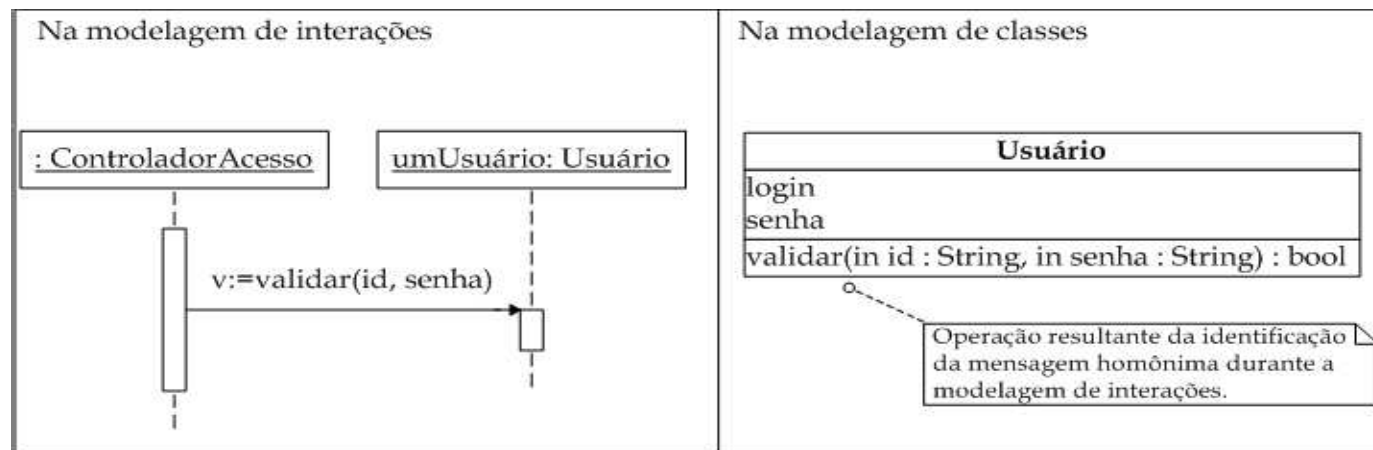 Na modelagem de interações
: ControladorAcesso
umUsuário: Usuário
v:=validar(id, senha)
Na modelagem de classes
Usuário
login
senha
validar(in id : String, in senha : String) : bool
Operação resultante da identificação
da mensagem homônima durante a
modelagem de interações.